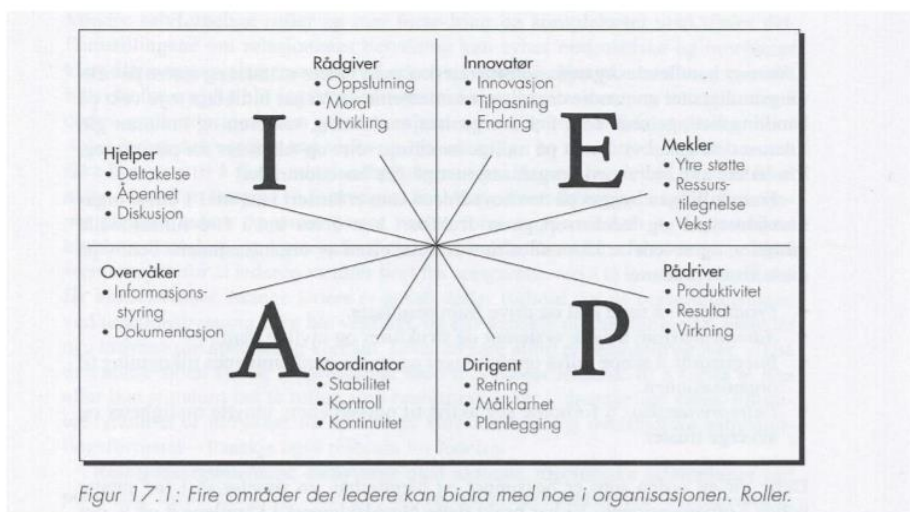 Rådgiver
• Oppslutning
• Moral
• Utvikling
Innovatør
• Innovasjon
• Tilpasning
• Endring
I
E
Hjelper
• Deltakelse
• Åpenhet
• Diskusjon
Mekler
• Ytre støtte
• Ressurs-
tilegnelse
• Vekst
Overvåker
• Informasjons-
styring
• Dokumentasjon
Pådriver
• Produktivitet
• Resultat
• Virkning
A
P
Koordinator
• Stabilitet
• Kontroll
• Kontinuitet
Dirigent
• Retning
• Målklarhet
• Planlegging
Figur 17.1: Fire områder der ledere kan bidra med noe i organisasjonen. Roller.